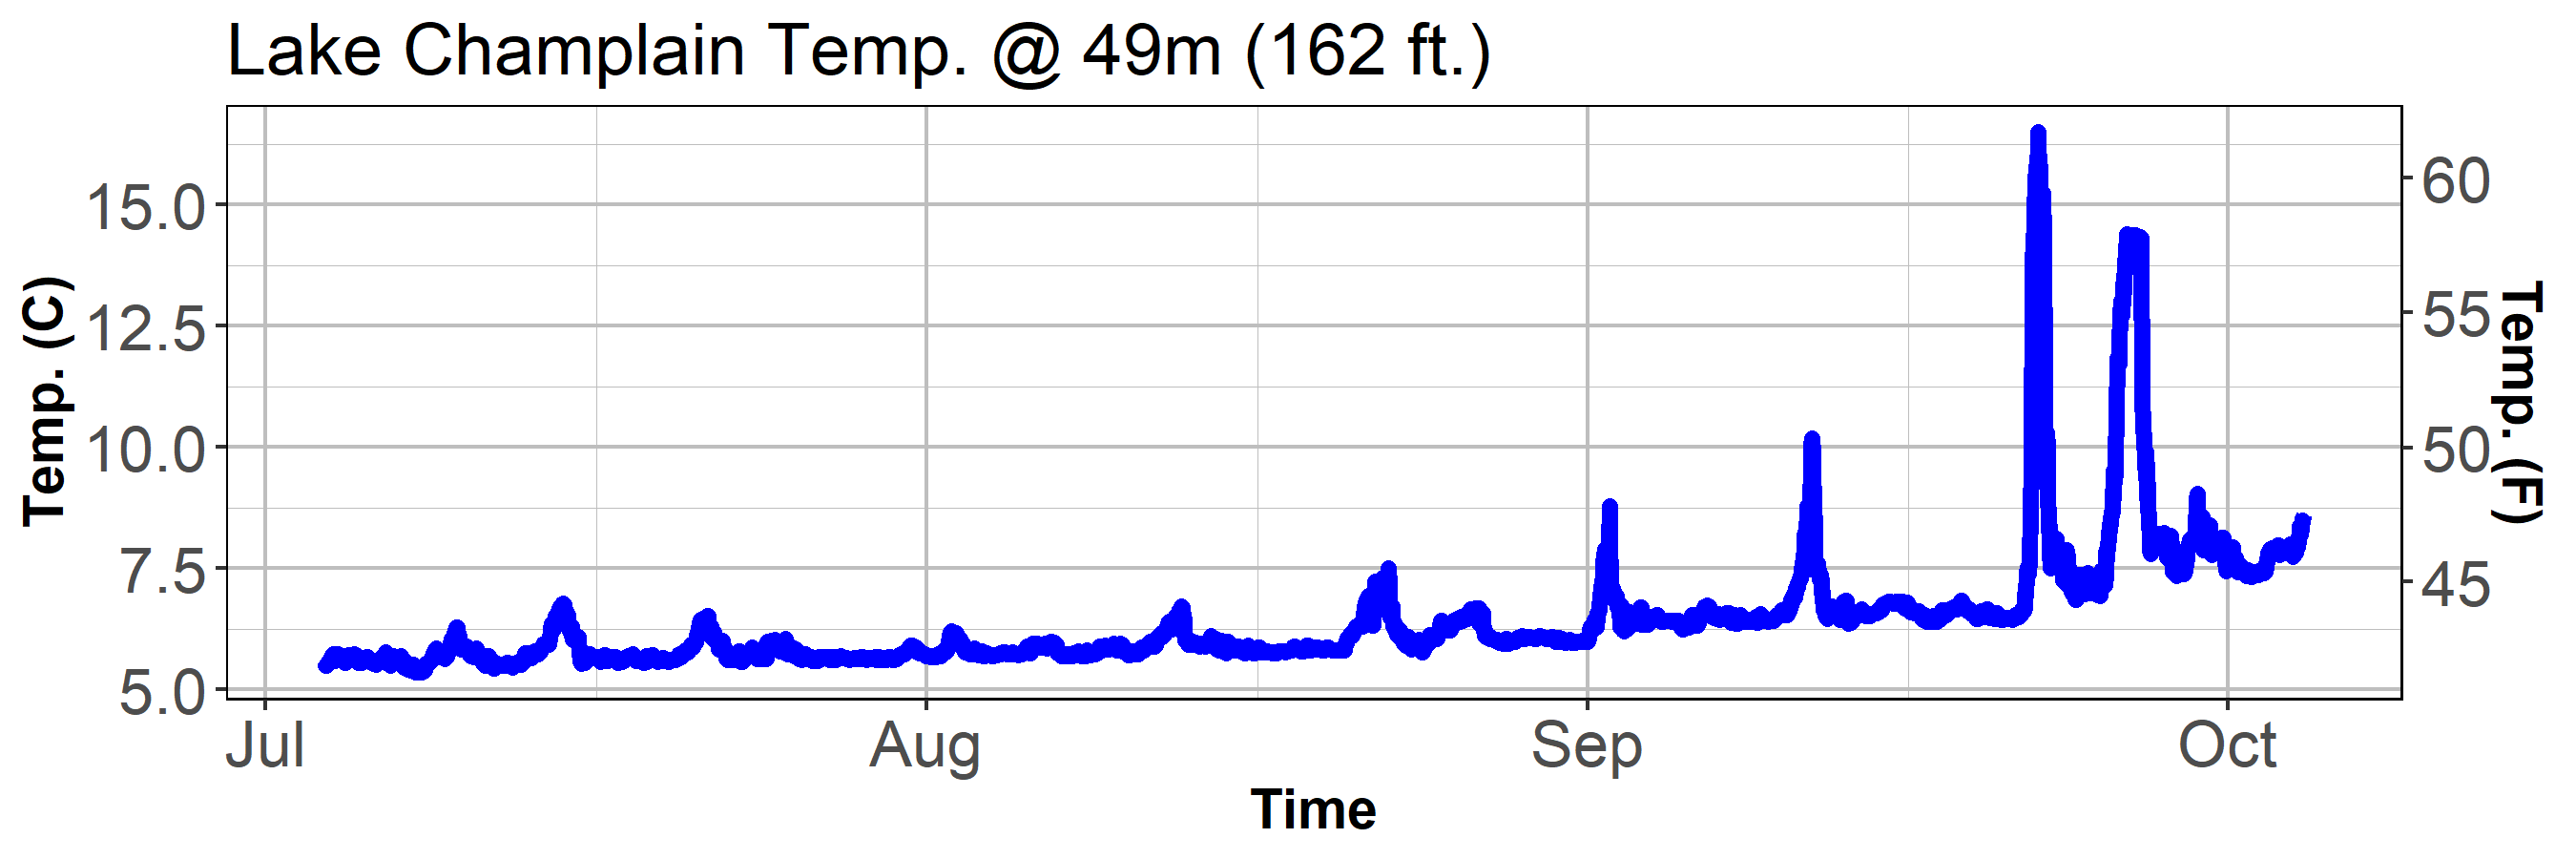 Lake Champlain Temp. @ 49m (162 ft.)
Temp. (C)
15.0
12.5
10.0
7.5
5.0
60
55
50
45
Temp. (F)
Jul Aug Sep Oct
Time